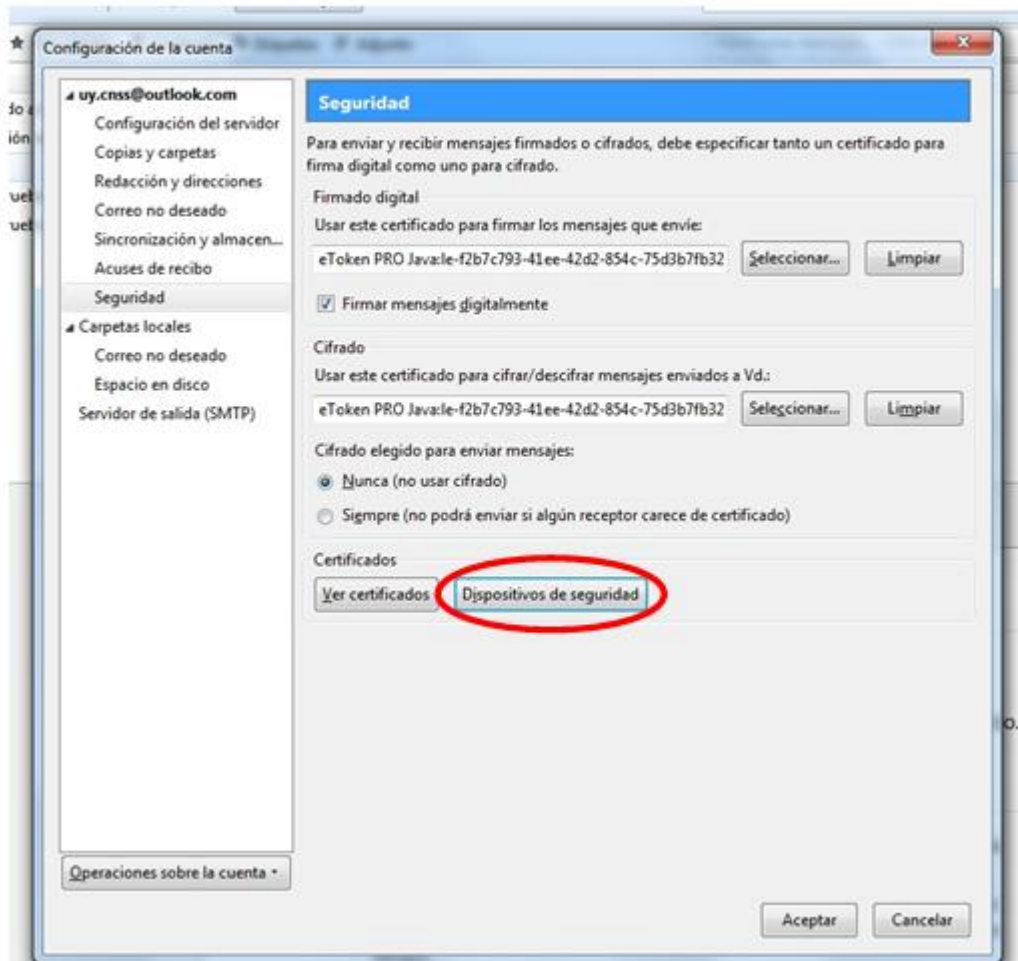 Configuración de la cuenta
uy.cnss@outlook.com
Configuración del servidor
Copias y carpetas
Redacción y direcciones
Correo no deseado
Sincronización y almacen...
Acuses de recibo
Seguridad
Carpetas locales
Correo no deseado
Espacio en disco
Servidor de salida (SMTP)
Operaciones sobre la cuenta
Seguridad
Para enviar y recibir mensajes firmados o cifrados, debe especificar tanto un certificado para
firma digital como uno para cifrado.
Firmado digital
Usar este certificado para firmar los mensajes que envíe:
eToken PRO Java:le-f2b7c793-41ee-42d2-854c-75d3b7fb32 Seleccionar... Limpiar
Firmar mensajes digitalmente
Cifrado
Usar este certificado para cifrar/descifrar mensajes enviados a Vd.:
eToken PRO Java:le-f2b7c793-41ee-42d2-854c-75d3b7fb32 Seleccionar... Limpiar
Cifrado elegido para enviar mensajes:
Nunca (no usar cifrado)
Siempre (no podrá enviar si algún receptor carece de certificado)
Certificados
Ver certificados Dispositivos de seguridad
Aceptar Cancelar